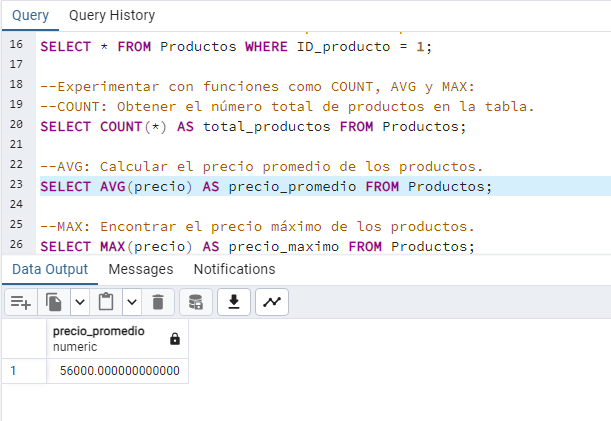 Query Query History
16 SELECT * FROM Productos WHERE ID_producto = 1;
17
18 --Experimentar con funciones como COUNT, AVG y MAX:
19 --COUNT: Obtener el número total de productos en la tabla.
20 SELECT COUNT(*) AS total_productos FROM Productos;
21
22 --AVG: Calcular el precio promedio de los productos.
23 SELECT AVG(precio) AS precio_promedio FROM Productos;
24
25 --MAX: Encontrar el precio máximo de los productos.
26 SELECT MAX(precio) AS precio_maximo FROM Productos;
Data Output Messages Notifications
precio_promedio
numeric
1 56000.000000000000